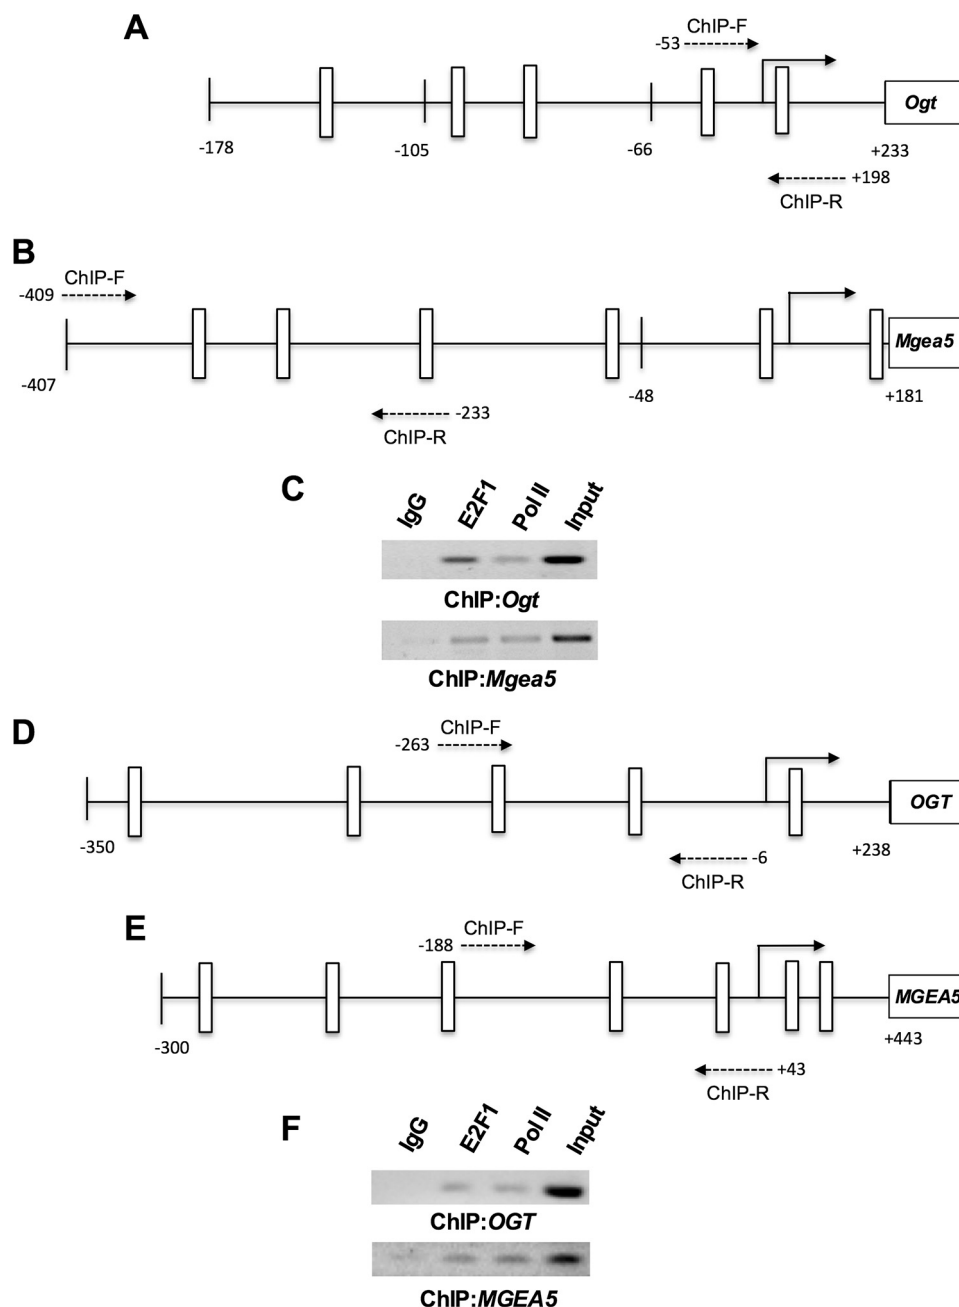 A
-53 ChIP-F
Ogt
-178 -105 -66 +233
+198
ChIP-R
B
ChIP-F
-409
Mgea5
-407 -48 +181
-233
ChIP-R
C
IgG E2F1 Pol II Input
ChIP:Ogt
ChIP:Mgea5
D
ChIP-F
-263
OGT
-350 +238
-6
ChIP-R
E
ChIP-F
-188
MGEA5
-300 +443
+43
ChIP-R
F
IgG E2F1 Pol II Input
ChIP:OGT
ChIP:MGEA5